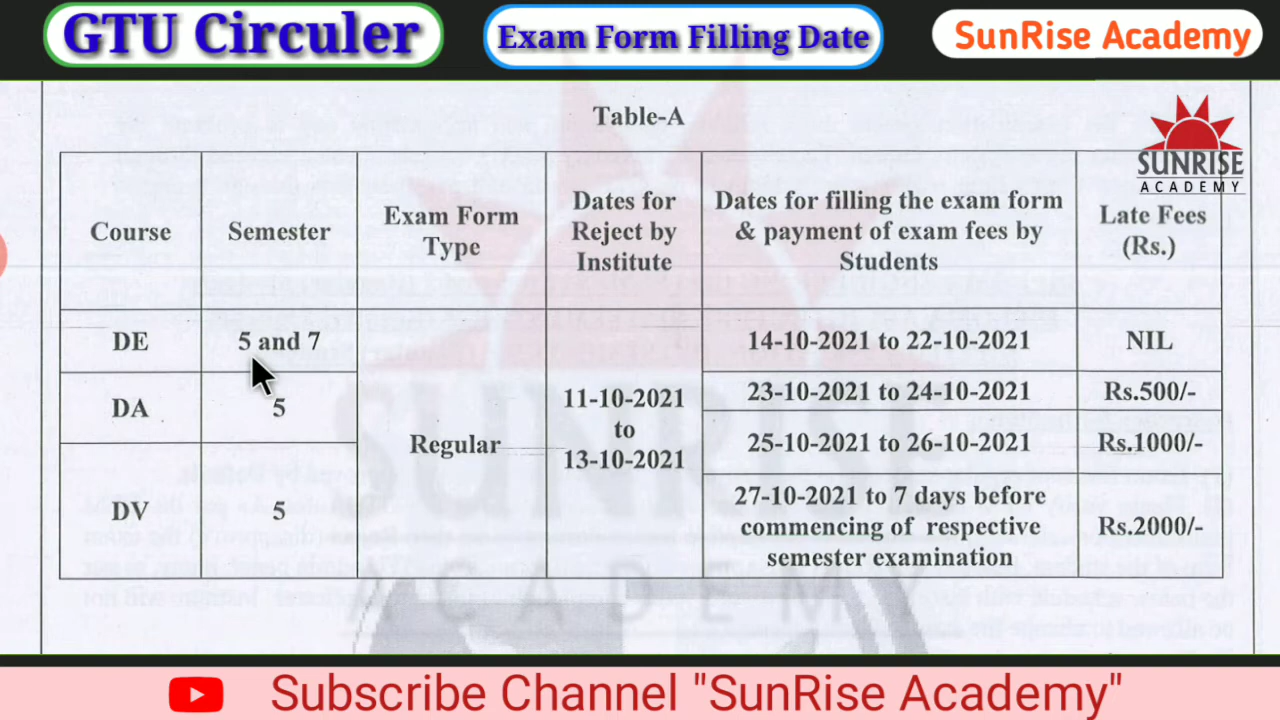 GTU Circuler
Exam Form Filling Date
SunRise Academy
Table-A
SUNRISE
ACADEMY
Course
Semester
Exam Form
Type
Dates for
Reject by
Institute
Dates for filling the exam form
& payment of exam fees by
Students
Late Fees
(Rs.)
DE
5 and 7
Regular
11-10-2021
to
13-10-2021
14-10-2021 to 22-10-2021
NIL
DA
5
23-10-2021 to 24-10-2021
Rs.500/-
25-10-2021 to 26-10-2021
Rs.1000/-
DV
5
27-10-2021 to 7 days before
commencing of respective
semester examination
Rs.2000/-
SUNRISE
ACADEMY
Subscribe Channel "SunRise Academy"